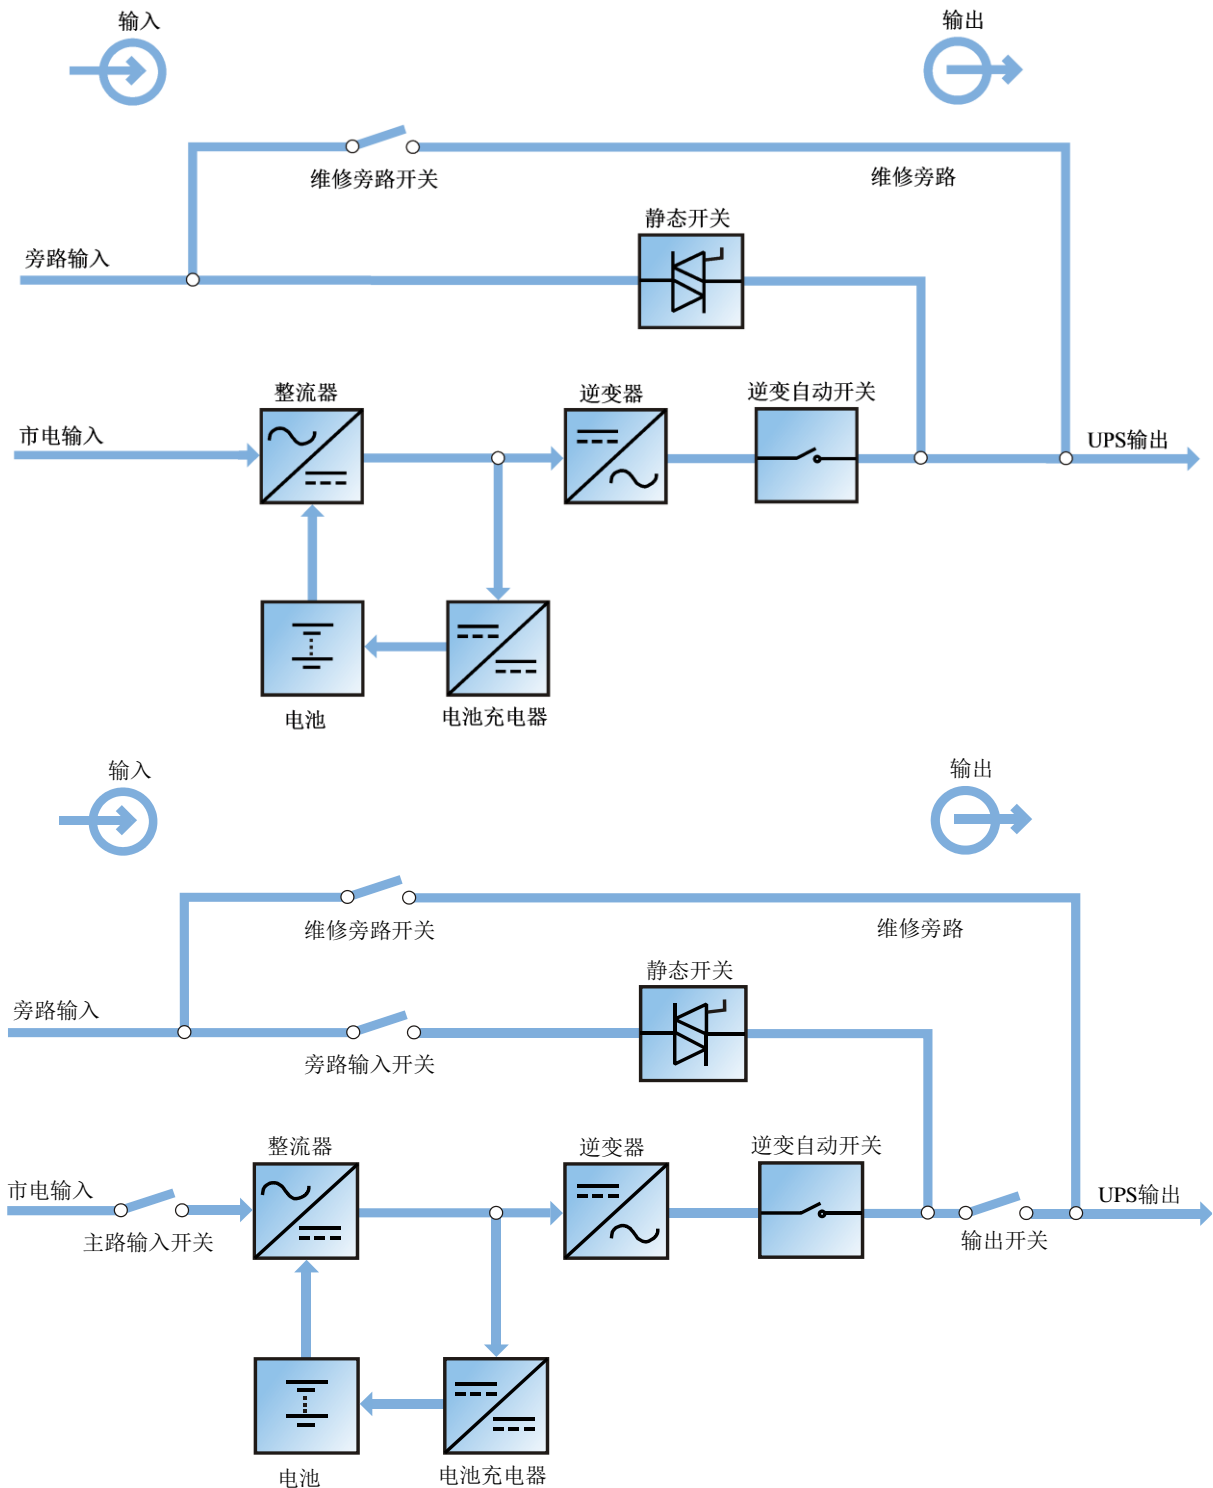 输入
输出
维修旁路开关
维修旁路
静态开关
旁路输入
整流器
逆变器
逆变自动开关
市电输入
UPS输出
电池
电池充电器
输入
输出
维修旁路开关
维修旁路
静态开关
旁路输入
旁路输入开关
整流器
逆变器
逆变自动开关
市电输入
UPS输出
主路输入开关
输出开关
电池
电池充电器